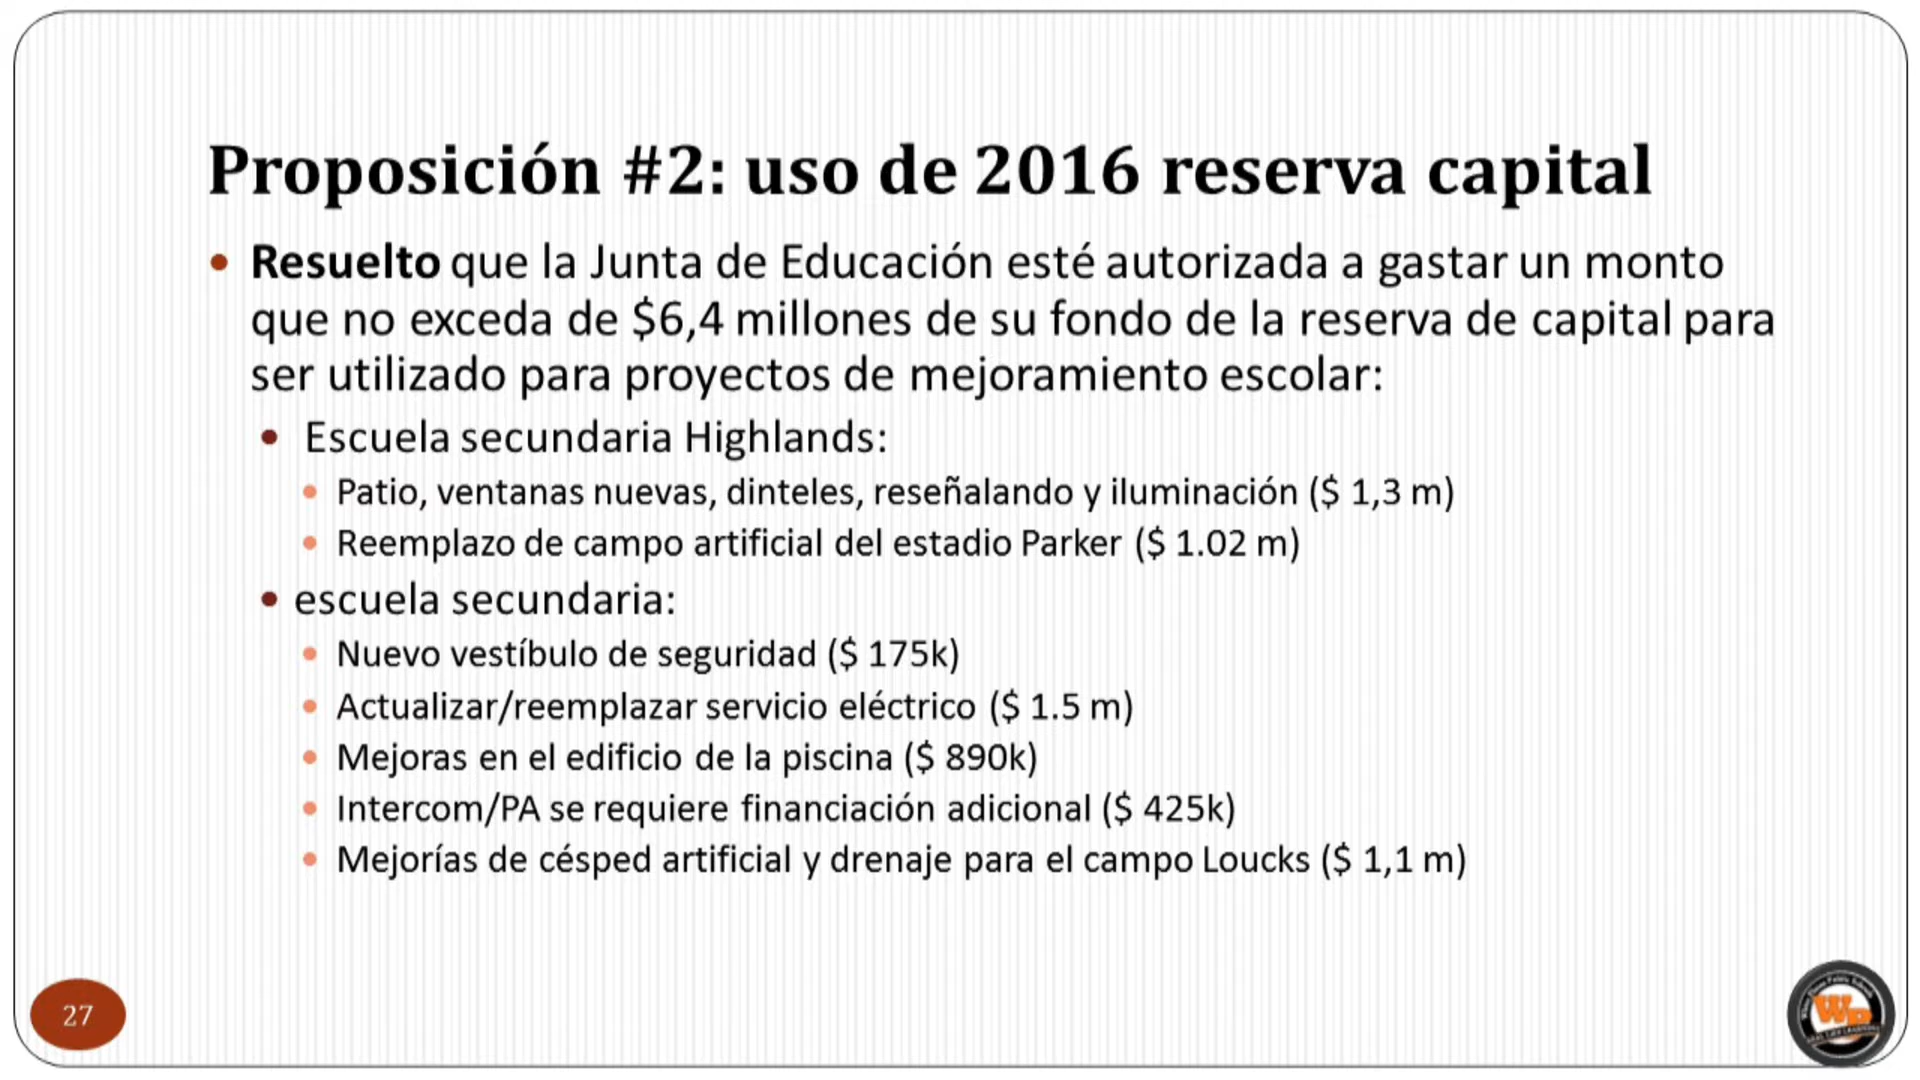 Proposición #2: uso de 2016 reserva capital
Resuelto que la Junta de Educación esté autorizada a gastar un monto
que no exceda de $6,4 millones de su fondo de la reserva de capital para
ser utilizado para proyectos de mejoramiento escolar:
Escuela secundaria Highlands:
Patio, ventanas nuevas, dinteles, reseñalando y iluminación ($ 1,3 m)
Reemplazo de campo artificial del estadio Parker ($ 1.02 m)
escuela secundaria:
Nuevo vestíbulo de seguridad ($ 175k)
Actualizar/reemplazar servicio eléctrico ($ 1.5 m)
Mejoras en el edificio de la piscina ($ 890k)
Intercom/PA se requiere financiación adicional ($ 425k)
Mejorías de césped artificial y drenaje para el campo Loucks ($ 1,1 m)
27